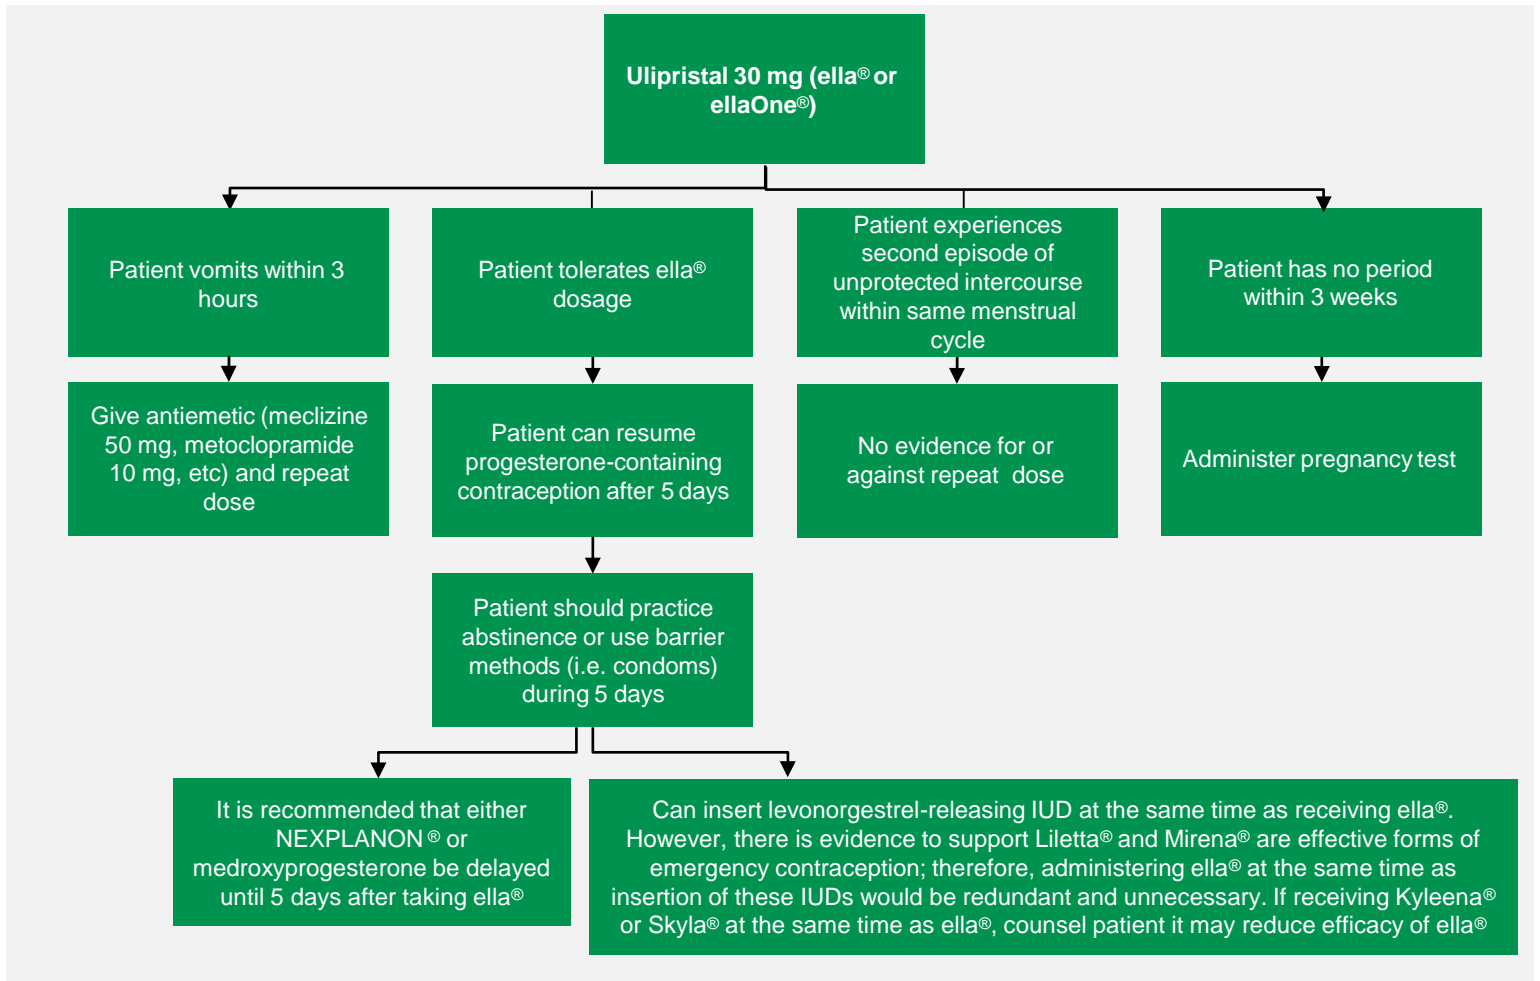 Ulipristal 30 mg (ella® or
ellaOne®)
Patient vomits within 3
hours
Patient tolerates ella®
dosage
Patient experiences
second episode of
unprotected intercourse
within same menstrual
cycle
Patient has no period
within 3 weeks
Give antiemetic (meclizine
50 mg, metoclopramide
10 mg, etc) and repeat
dose
Patient can resume
progesterone-containing
contraception after 5 days
No evidence for or
against repeat dose
Administer pregnancy test
Patient should practice
abstinence or use barrier
methods (i.e. condoms)
during 5 days
It is recommended that either
NEXPLANON ® or
medroxyprogesterone be delayed
until 5 days after taking ella®
Can insert levonorgestrel-releasing IUD at the same time as receiving ella®.
However, there is evidence to support Liletta® and Mirena® are effective forms of
emergency contraception; therefore, administering ella® at the same time as
insertion of these IUDs would be redundant and unnecessary. If receiving Kyleena®
or Skyla® at the same time as ella®, counsel patient it may reduce efficacy of ella®